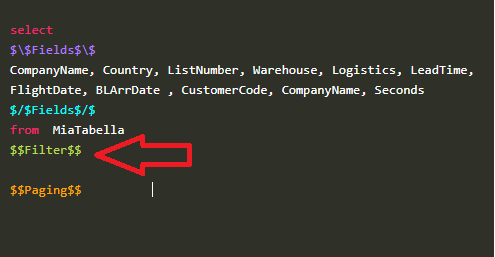 select
$\$Fields$\$
CompanyName, Country, ListNumber, Warehouse, Logistics, LeadTime,
FlightDate, BLArrDate , CustomerCode, CompanyName, Seconds
$/$Fields$/$
from  MiaTabella
$$Filter$$
$$Paging$$